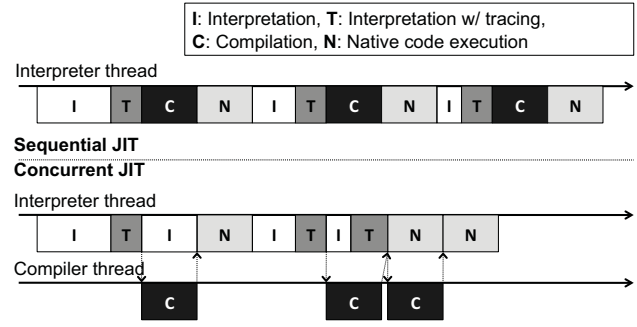 I: Interpretation, T: Interpretation w/ tracing,
C: Compilation, N: Native code execution
Interpreter thread
I T C N I T C N I T C N
Sequential JIT
Concurrent JIT
Interpreter thread
I T I N I T I T N N
Compiler thread
C C C